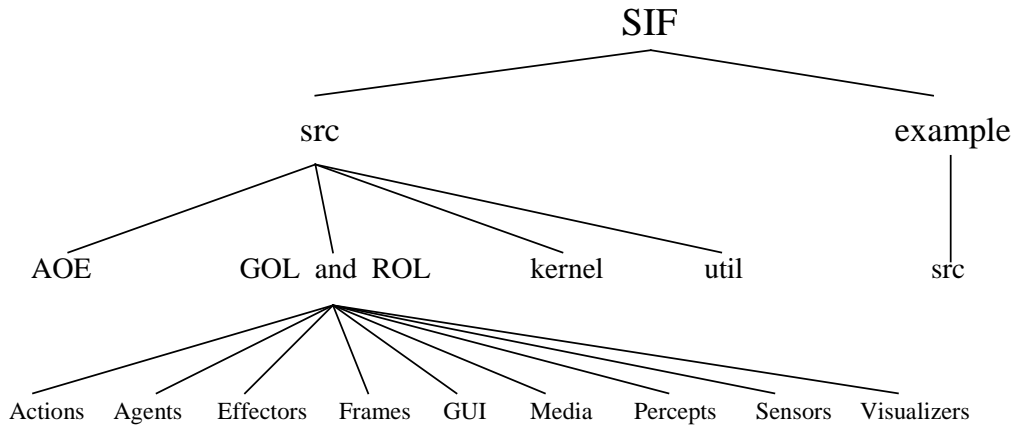 SIF
src example
AOE GOL and ROL kernel util src
Actions Agents Effectors Frames GUI Media Percepts Sensors Visualizers